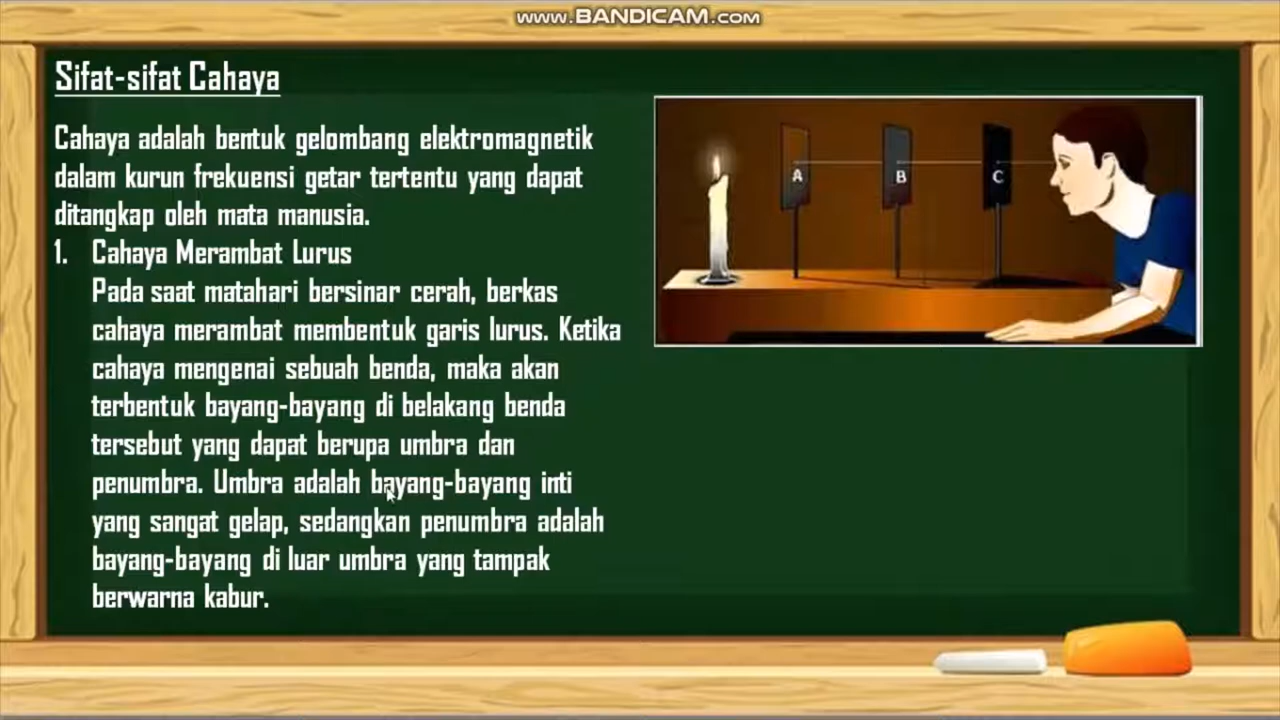 www.BANDICAM.com
Sifat-sifat Cahaya
Cahaya adalah bentuk gelombang elektromagnetik
dalam kurun frekuensi getar tertentu yang dapat
ditangkap oleh mata manusia.
1. Cahaya Merambat Lurus
Pada saat matahari bersinar cerah, berkas
cahaya merambat membentuk garis lurus. Ketika
cahaya mengenai sebuah benda, maka akan
terbentuk bayang-bayang di belakang benda
tersebut yang dapat berupa umbra dan
penumbra. Umbra adalah bayang-bayang inti
yang sangat gelap, sedangkan penumbra adalah
bayang-bayang di luar umbra yang tampak
berwarna kabur.
A B C